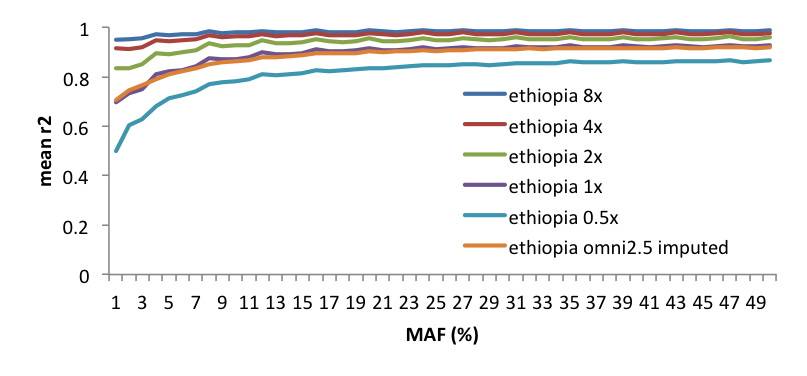 1
0.8
0.6
0.4
0.2
0
mean r2
ethiopia 8x
ethiopia 4x
ethiopia 2x
ethiopia 1x
ethiopia 0.5x
ethiopia omni2.5 imputed
1 3 5 7 9 11 13 15 17 19 21 23 25 27 29 31 33 35 37 39 41 43 45 47 49
MAF (%)